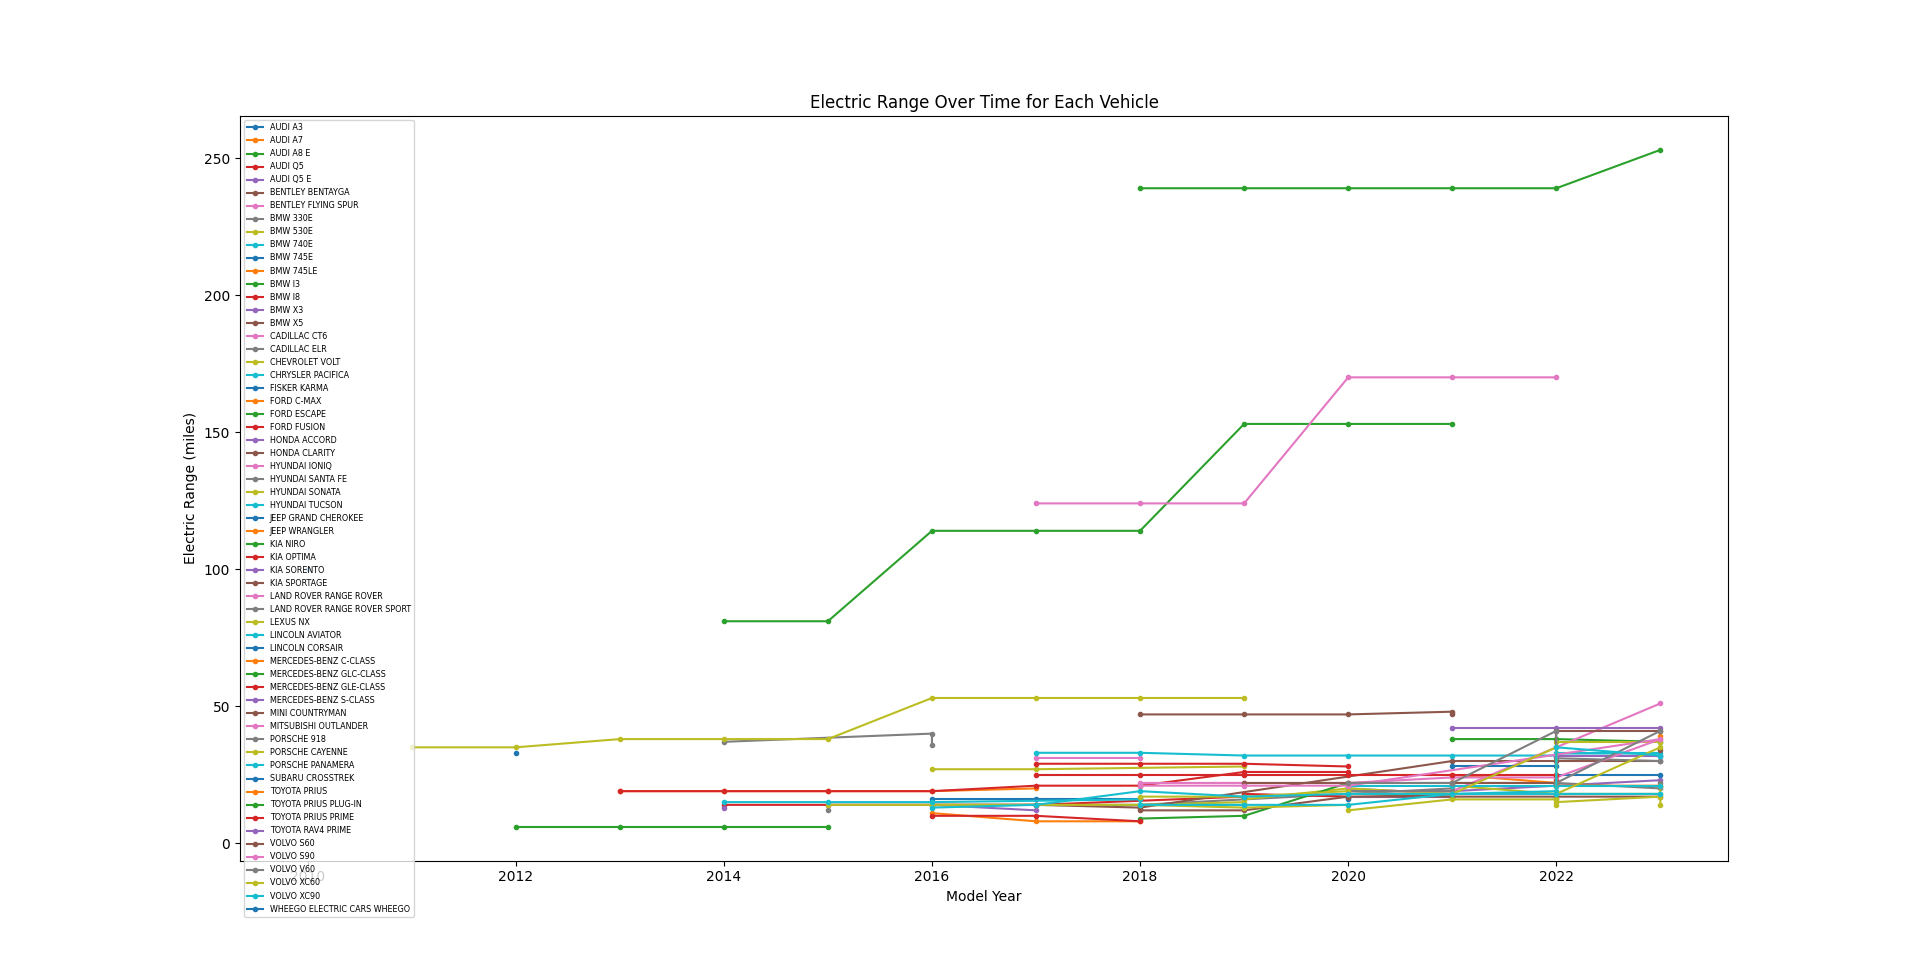 Electric Range Over Time for Each Vehicle
AUDI A3
AUDI A7
AUDI A8 E
AUDI Q5
AUDI Q5 E
BENTLEY BENTAYGA
BENTLEY FLYING SPUR
BMW 330E
BMW 530E
BMW 740E
BMW 745E
BMW 745LE
BMW I3
BMW I8
BMW X3
BMW X5
CADILLAC CT6
CADILLAC ELR
CHEVROLET VOLT
CHRYSLER PACIFICA
FISKER KARMA
FORD C-MAX
FORD ESCAPE
FORD FUSION
HONDA ACCORD
HONDA CLARITY
HYUNDAI IONIQ
HYUNDAI SANTA FE
HYUNDAI SONATA
HYUNDAI TUCSON
JEEP GRAND CHEROKEE
JEEP WRANGLER
KIA NIRO
KIA OPTIMA
KIA SORENTO
KIA SPORTAGE
LAND ROVER RANGE ROVER
LAND ROVER RANGE ROVER SPORT
LEXUS NX
LINCOLN AVIATOR
LINCOLN CORSAIR
MERCEDES-BENZ C-CLASS
MERCEDES-BENZ GLC-CLASS
MERCEDES-BENZ GLE-CLASS
MERCEDES-BENZ S-CLASS
MINI COUNTRYMAN
MITSUBISHI OUTLANDER
PORSCHE 918
PORSCHE CAYENNE
PORSCHE PANAMERA
SUBARU CROSSTREK
TOYOTA PRIUS
TOYOTA PRIUS PLUG-IN
TOYOTA PRIUS PRIME
TOYOTA RAV4 PRIME
VOLVO S60
VOLVO S90
VOLVO V60
VOLVO XC60
VOLVO XC90
WHEEGO ELECTRIC CARS WHEEGO
250
200
150
100
50
0
Electric Range (miles)
2010 2012 2014 2016 2018 2020 2022
Model Year